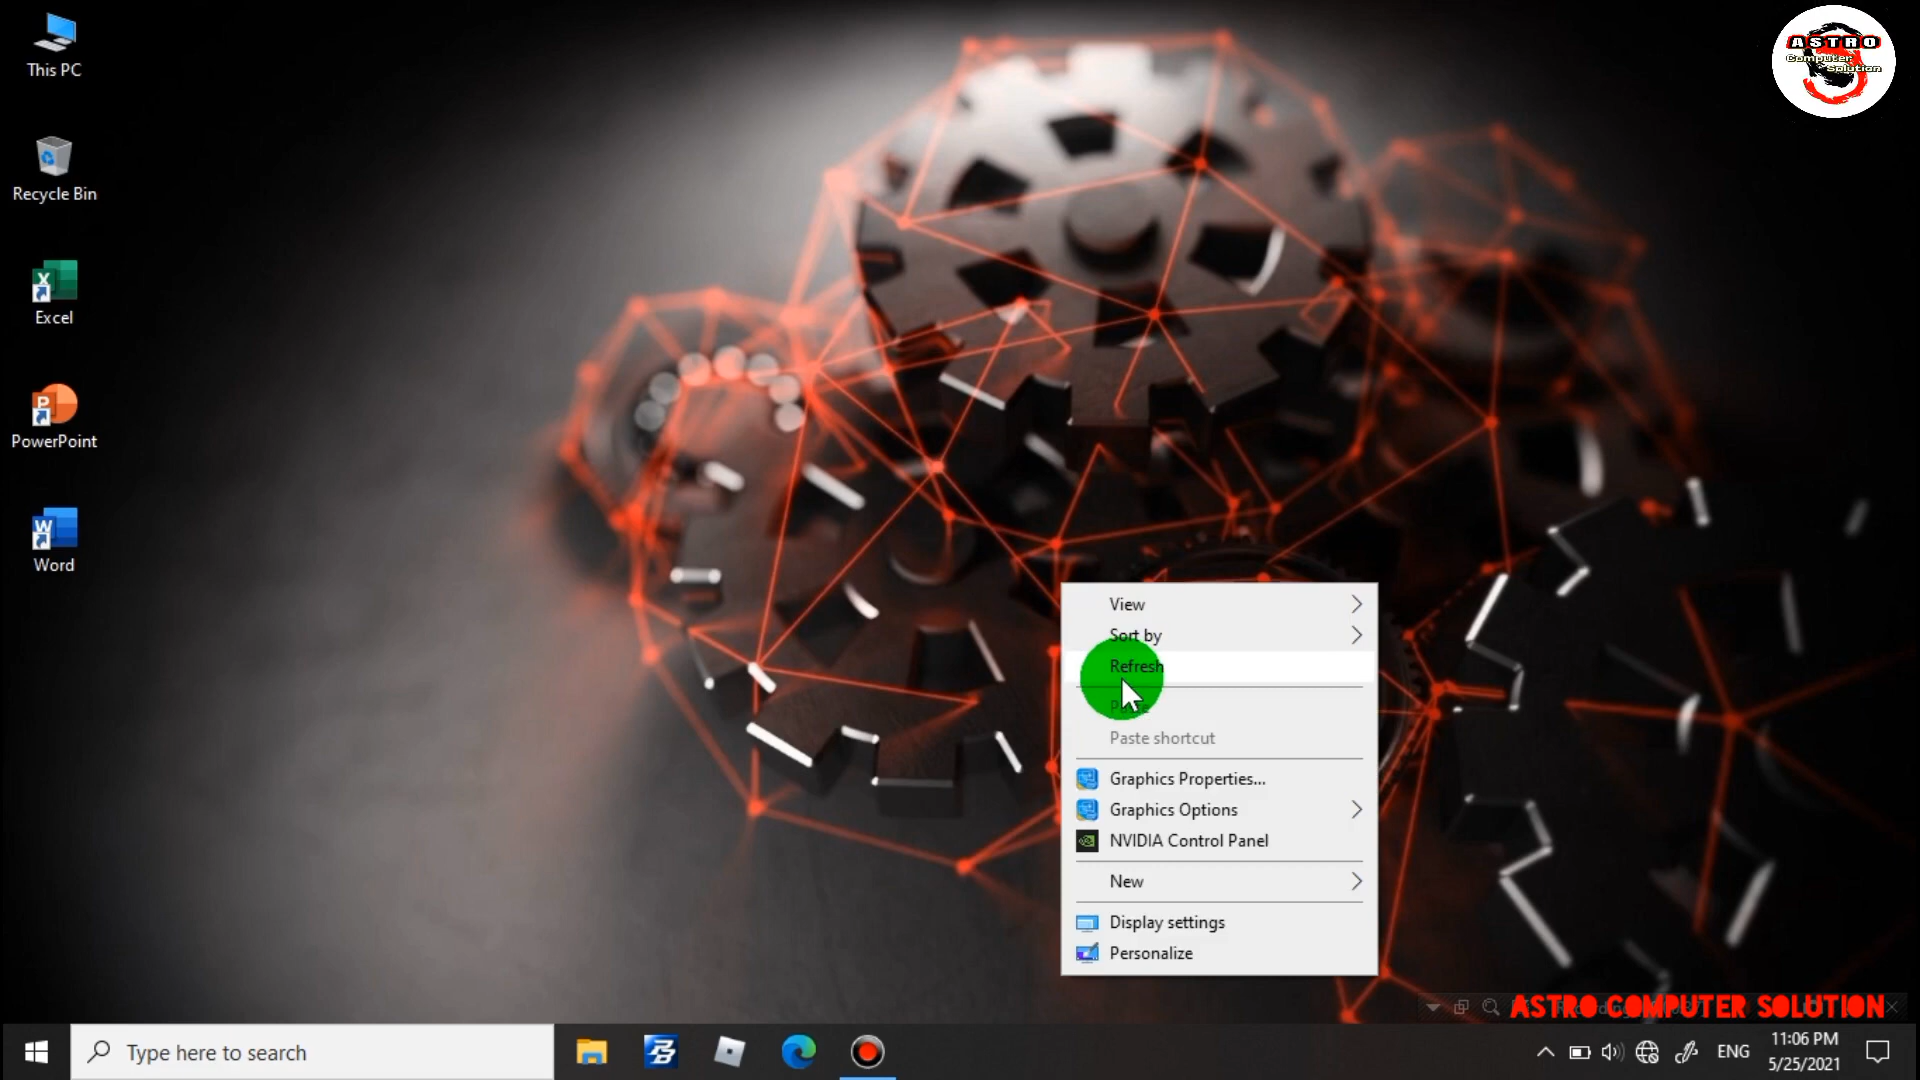 This PC
Recycle Bin
Excel
PowerPoint
Word
ASTRO
Computer
Solution
View
Sort by
Refresh
Paste
Paste shortcut
Graphics Properties...
Graphics Options
NVIDIA Control Panel
New
Display settings
Personalize
ASTRO COMPUTER SOLUTION
Type here to search
ENG
11:06 PM
5/25/2021